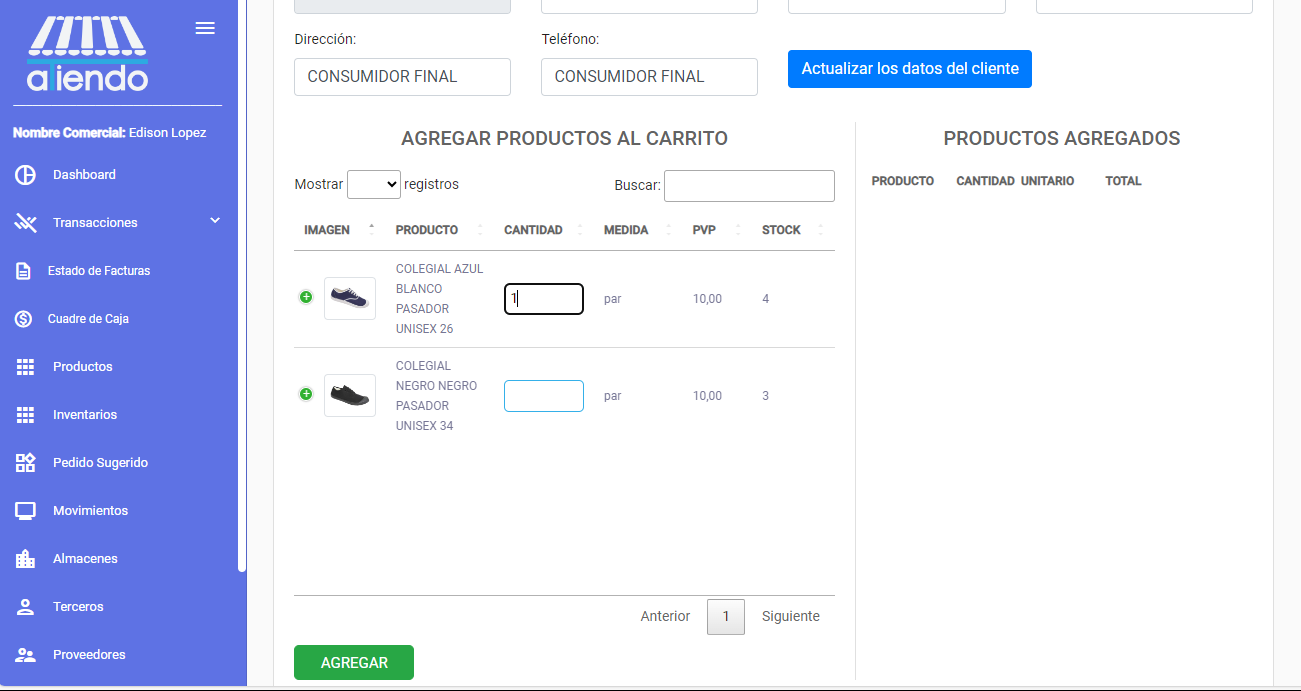 aTiendo
Nombre Comercial: Edison Lopez
Dashboard
Transacciones
Estado de Facturas
Cuadre de Caja
Productos
Inventarios
Pedido Sugerido
Movimientos
Almacenes
Terceros
Proveedores
Dirección:
Teléfono:
CONSUMIDOR FINAL
CONSUMIDOR FINAL
Actualizar los datos del cliente
AGREGAR PRODUCTOS AL CARRITO
Mostrar registros
Buscar:
IMAGEN PRODUCTO CANTIDAD MEDIDA PVP STOCK
COLEGIAL AZUL
BLANCO
PASADOR
UNISEX 26
1
par
10,00
4
COLEGIAL
NEGRO NEGRO
PASADOR
UNISEX 34
par
10,00
3
Anterior 1 Siguiente
AGREGAR
PRODUCTOS AGREGADOS
PRODUCTO CANTIDAD UNITARIO TOTAL